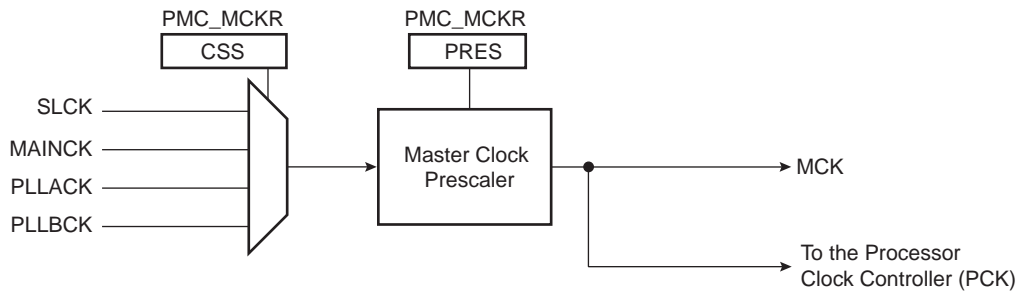 PMC_MCKR
PMC_MCKR
CSS
PRES
SLCK
MAINCK
PLLACK
PLLBCK
Master Clock
Prescaler
MCK
To the Processor
Clock Controller (PCK)